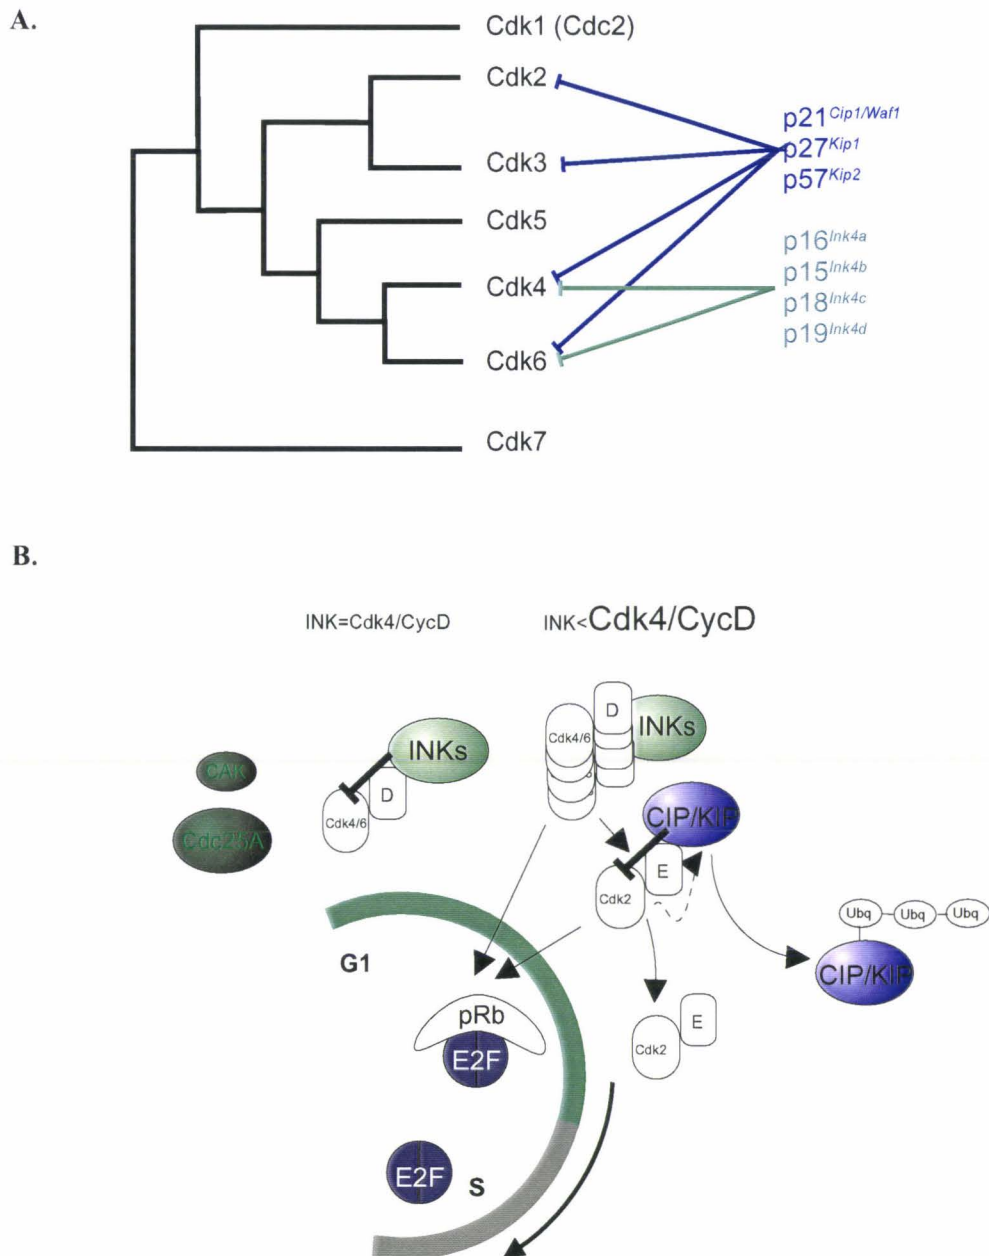 A.
Cdk1 (Cdc2)
Cdk2
Cdk3
Cdk5
Cdk4
Cdk6
Cdk7
p21Cip1/Waf1
p27Kip1
p57Kip2
p16Ink4a
p15Ink4b
p18Ink4c
p19Ink4d
B.
INK=Cdk4/CycD
INK<Cdk4/CycD
CAK
Cdc25A
INKs
D
Cdk4/6
D
INKs
Cdk4/6
CIP/KIP
E
Cdk2
Ubq
Ubq
Ubq
CIP/KIP
G1
pRb
E2F
E
Cdk2
E2F
S